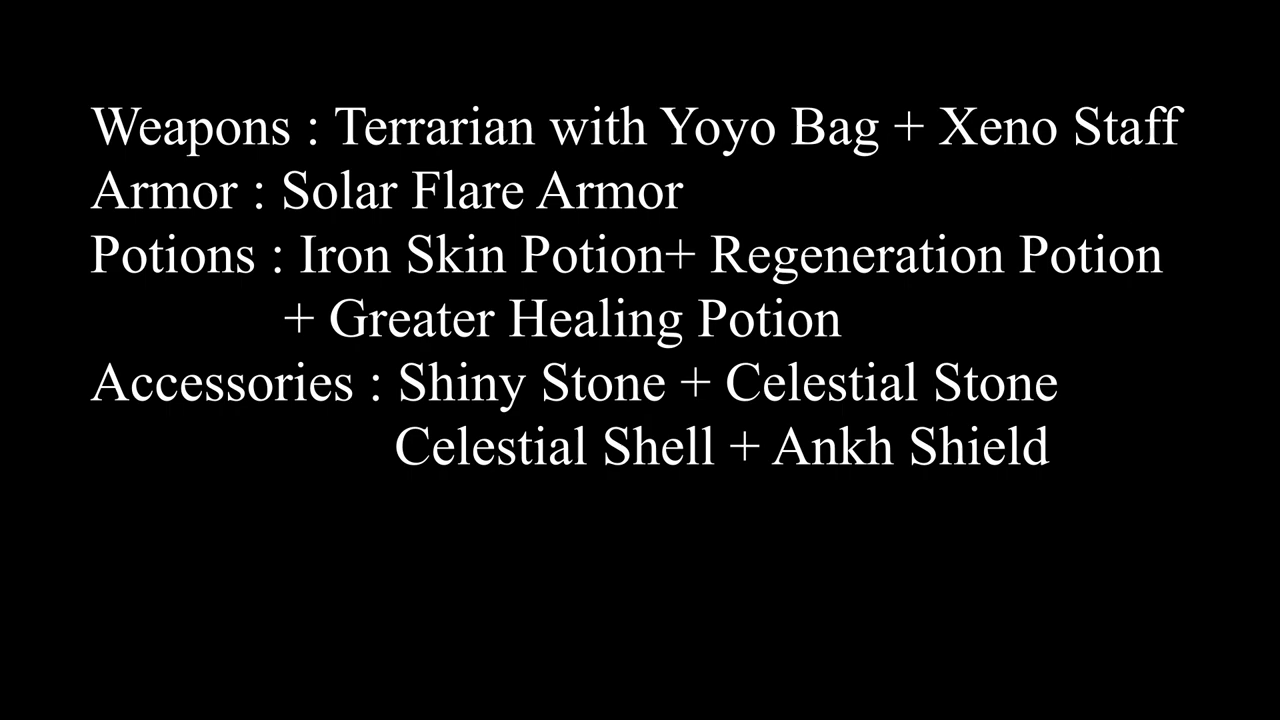 Weapons : Terrarian with Yoyo Bag + Xeno Staff
Armor : Solar Flare Armor
Potions : Iron Skin Potion+ Regeneration Potion
+ Greater Healing Potion
Accessories : Shiny Stone + Celestial Stone
Celestial Shell + Ankh Shield